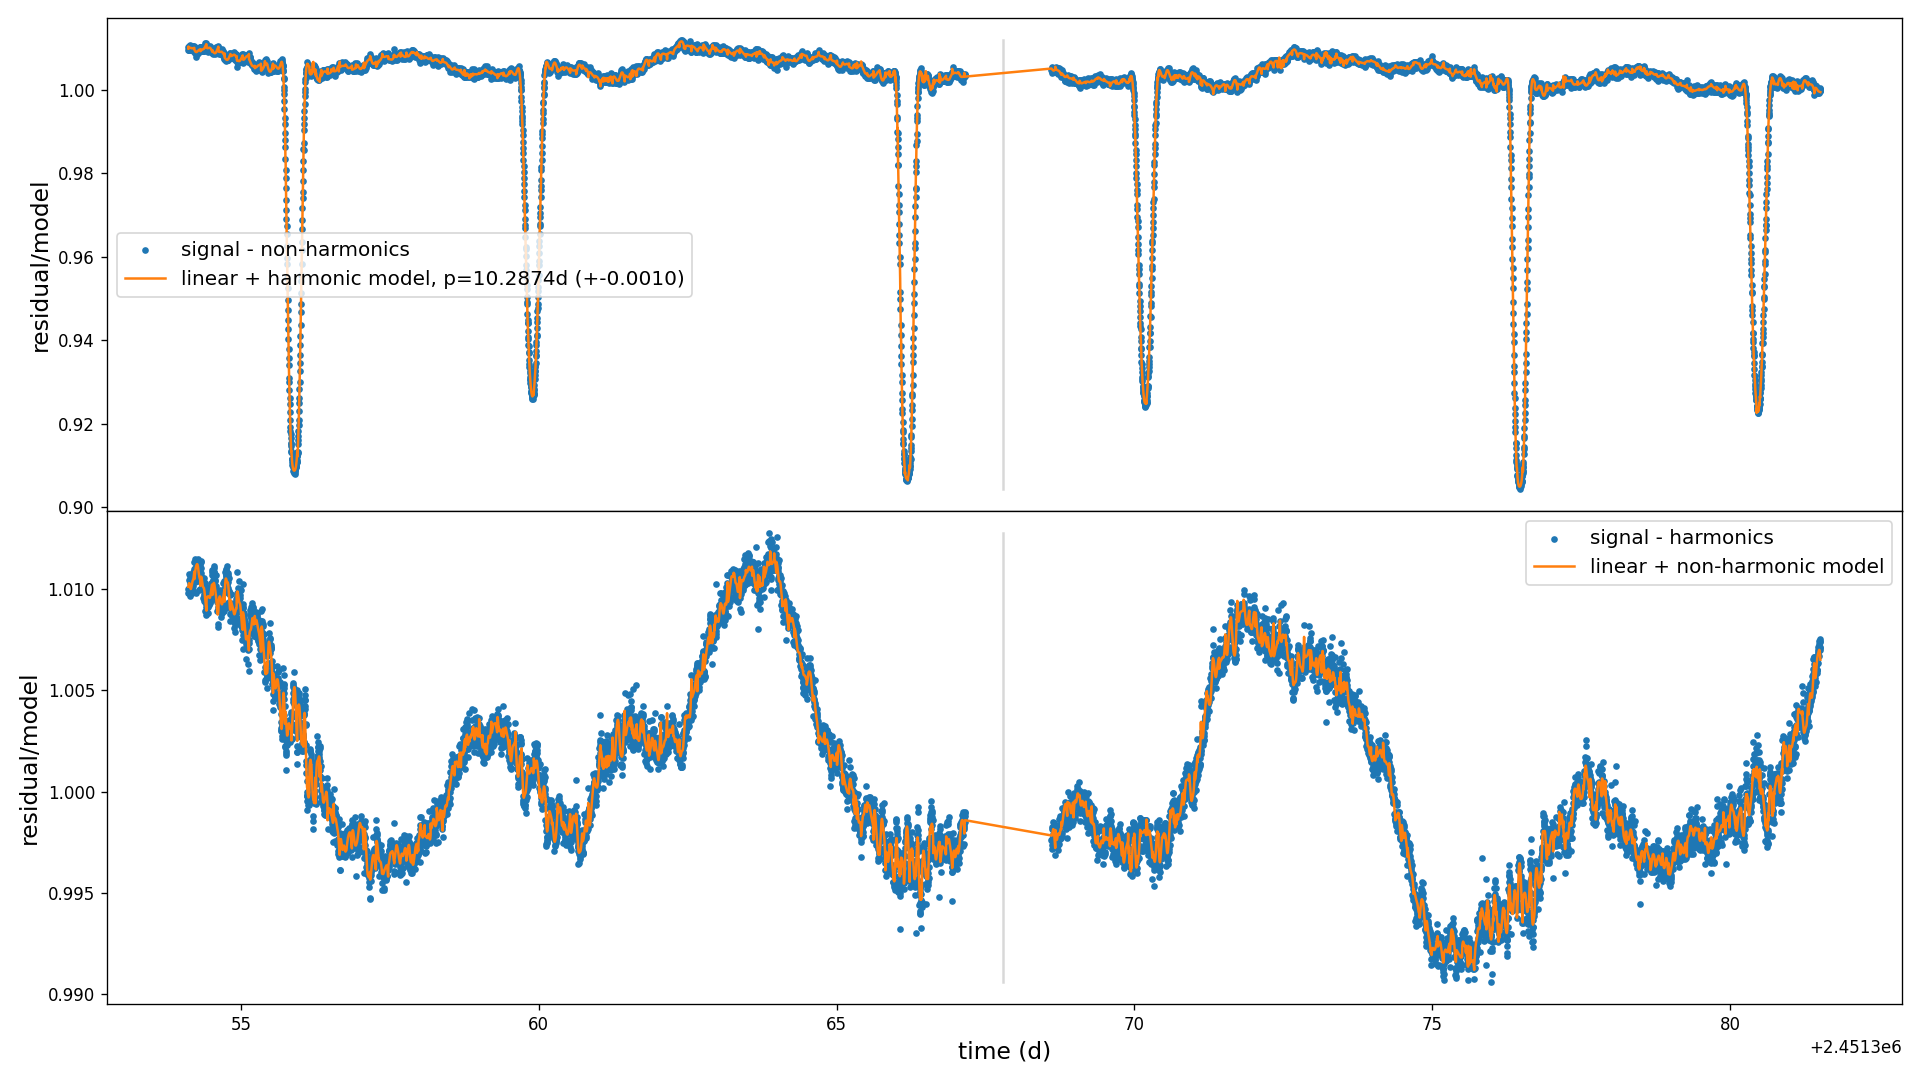 1.00
0.98
0.96
0.94
0.92
0.90
residual/model
signal - non-harmonics
linear + harmonic model, p=10.2874d (+-0.0010)
1.010
1.005
1.000
0.995
0.990
residual/model
signal - harmonics
linear + non-harmonic model
55
60
65
70
75
80
time (d)
+2.4513e6